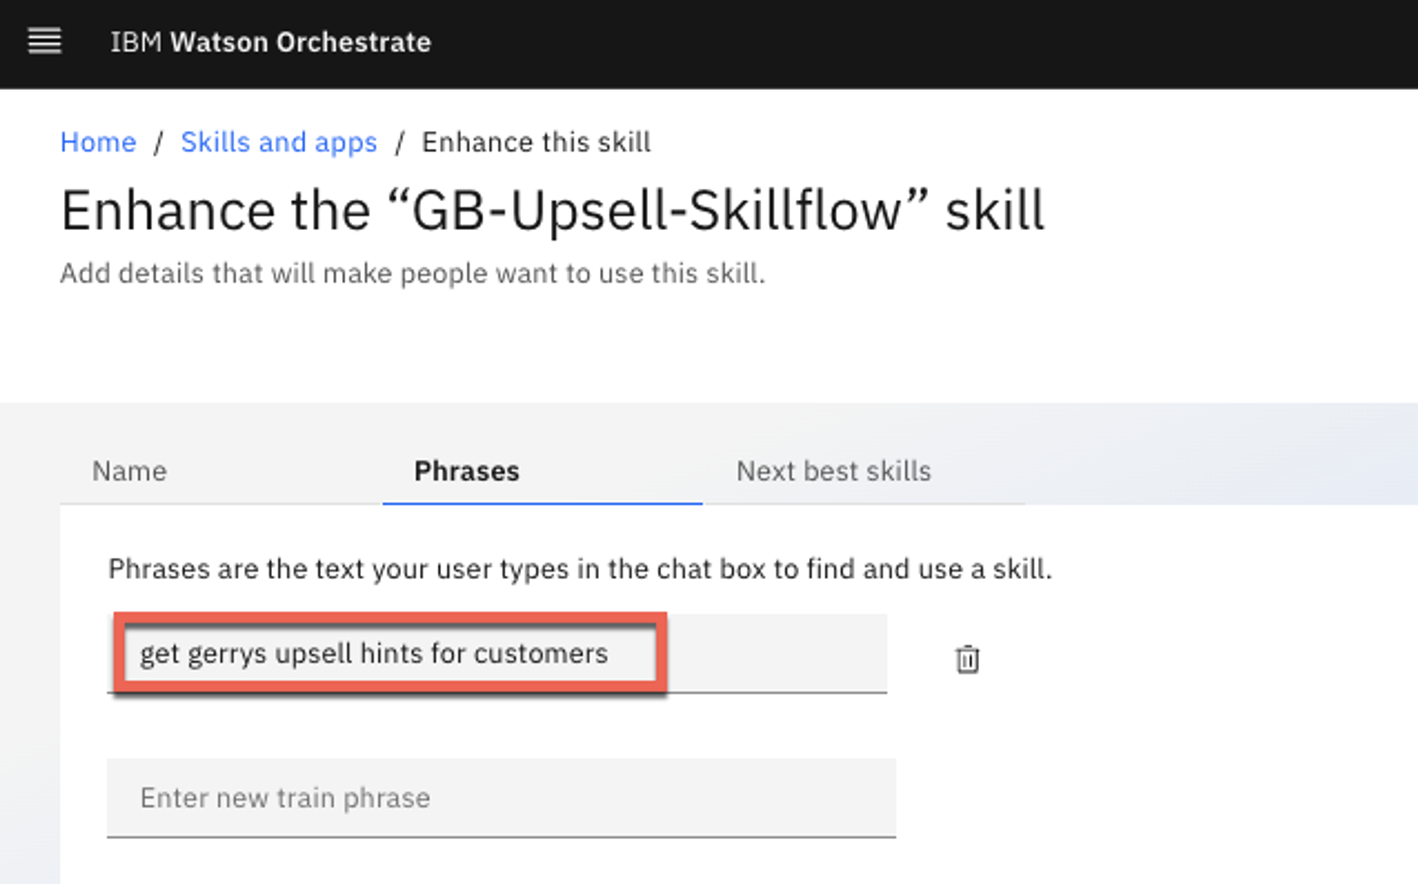 IBM Watson Orchestrate
Home / Skills and apps / Enhance this skill
Enhance the “GB-Upsell-Skillflow” skill
Add details that will make people want to use this skill.
Name Phrases Next best skills
Phrases are the text your user types in the chat box to find and use a skill.
get gerrys upsell hints for customers
Enter new train phrase